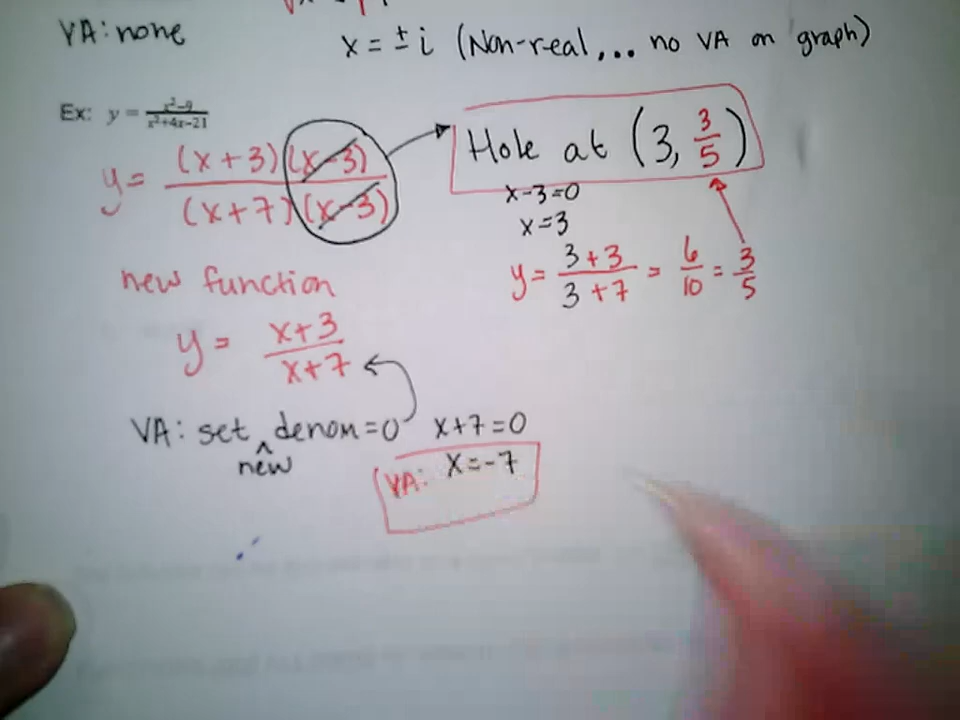 VA: none
x = ± i (Non-real... no VA on graph)
Ex: y = x²-9 / x²+4x-21
y = (x+3)(x-3) / (x+7)(x-3)
Hole at (3, 3/5)
x-3=0
x=3
y = 3+3 / 3+7 = 6/10 = 3/5
new function
y = x+3 / x+7
VA: set ^ denom=0 x+7=0
new
VA: x=-7